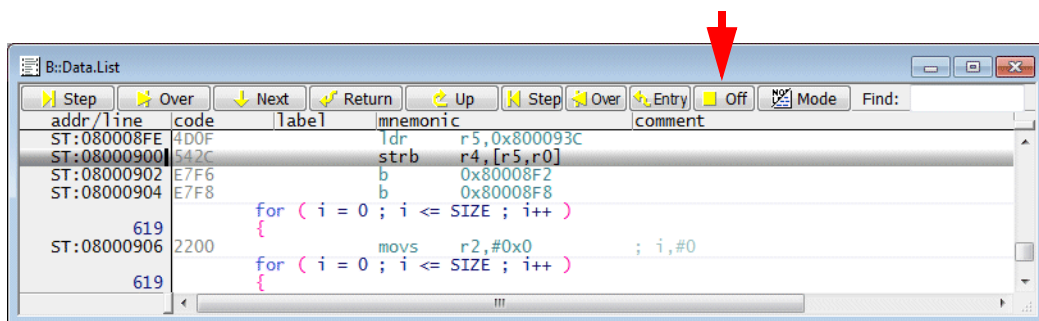 B::Data.List
Step Over Next Return Up Step Over Entry Off Mode Find:
addr/line code label mnemonic comment
ST:080008FE 4D0F ldr r5,0x800093C
ST:08000900 542C strb r4,[r5,r0]
ST:08000902 E7F6 b 0x80008F2
ST:08000904 E7F8 b 0x80008F8
for ( i = 0 ; i <= SIZE ; i++ )
619 {
ST:08000906 2200 movs r2,#0x0 ; i,#0
for ( i = 0 ; i <= SIZE ; i++ )
619 {